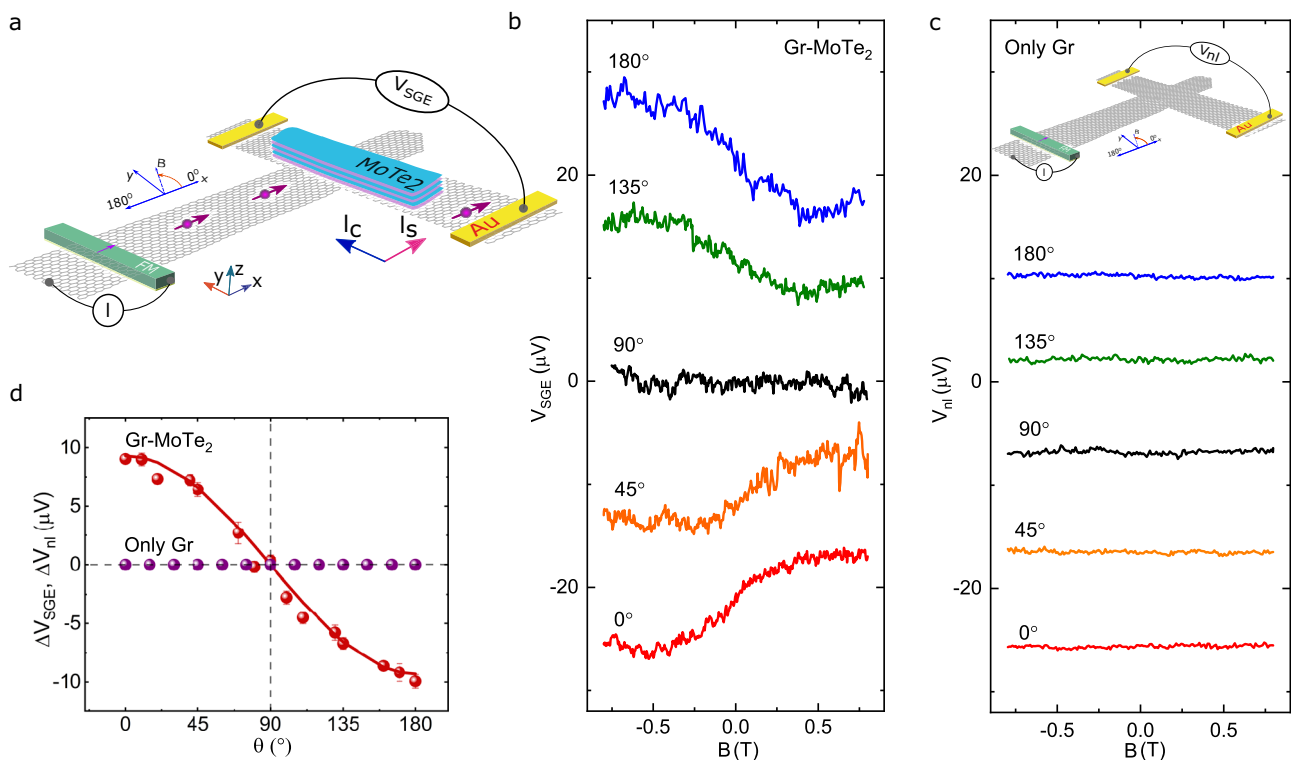 a
V_SGE
MoTe2
y
B
0°
x
180°
FM
I
y
z
x
I_C
I_S
Au
b
Gr-MoTe₂
180°
135°
90°
45°
0°
20
0
-20
V_SGE (μV)
-0.5
0.0
0.5
B (T)
c
Only Gr
V_nl
y
B
0°
x
180°
I
Au
180°
135°
90°
45°
0°
20
0
-20
V_nl (μV)
-0.5
0.0
0.5
B (T)
d
Gr-MoTe₂
Only Gr
10
5
0
-5
-10
ΔV_SGE, ΔV_nl (μV)
0
45
90
135
180
θ (°)